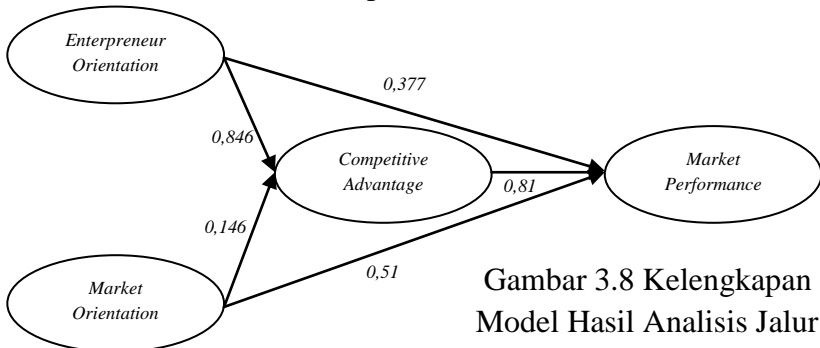 Enterpreneur
Orientation
0,377
0,846
Competitive
Advantage
Market
Performance
0,81
0,146
0,51
Market
Orientation
Gambar 3.8 Kelengkapan
Model Hasil Analisis Jalur